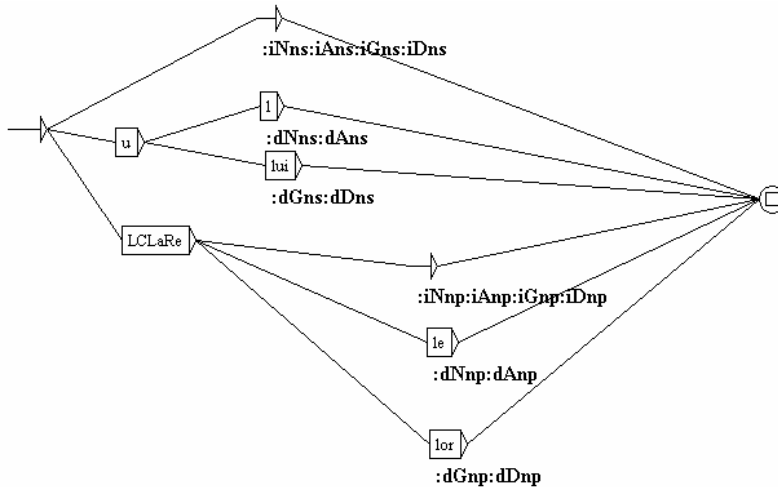 :iNns:iAns:iGns:iDns
l
:dNns:dAns
u
lui
:dGns:dDns
LCLaRe
:iNnp:iAnp:iGnp:iDnp
le
:dNnp:dAnp
lor
:dGnp:dDnp